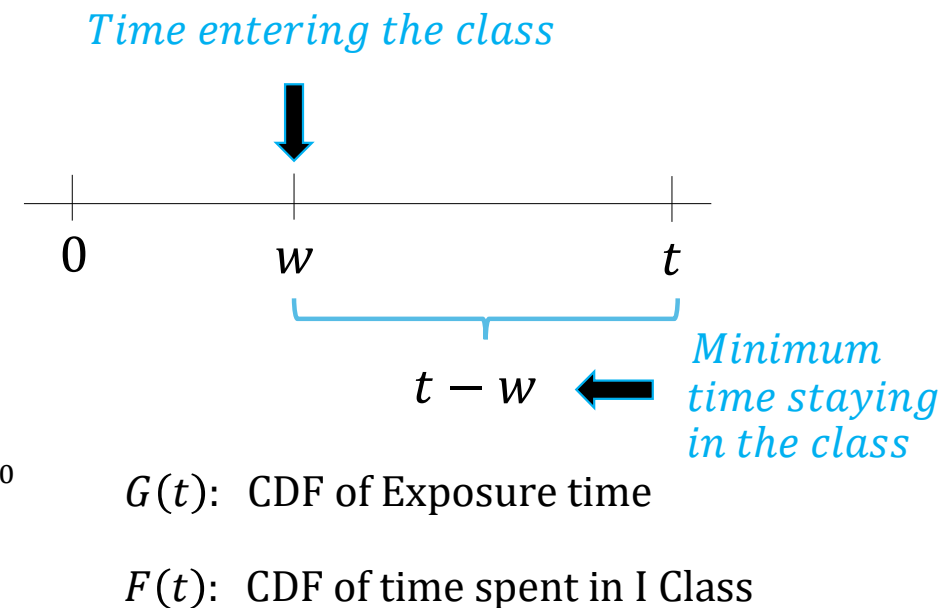 Time entering the class
0 w t
t − w
Minimum
time staying
in the class
0
G(t): CDF of Exposure time
F(t): CDF of time spent in I Class